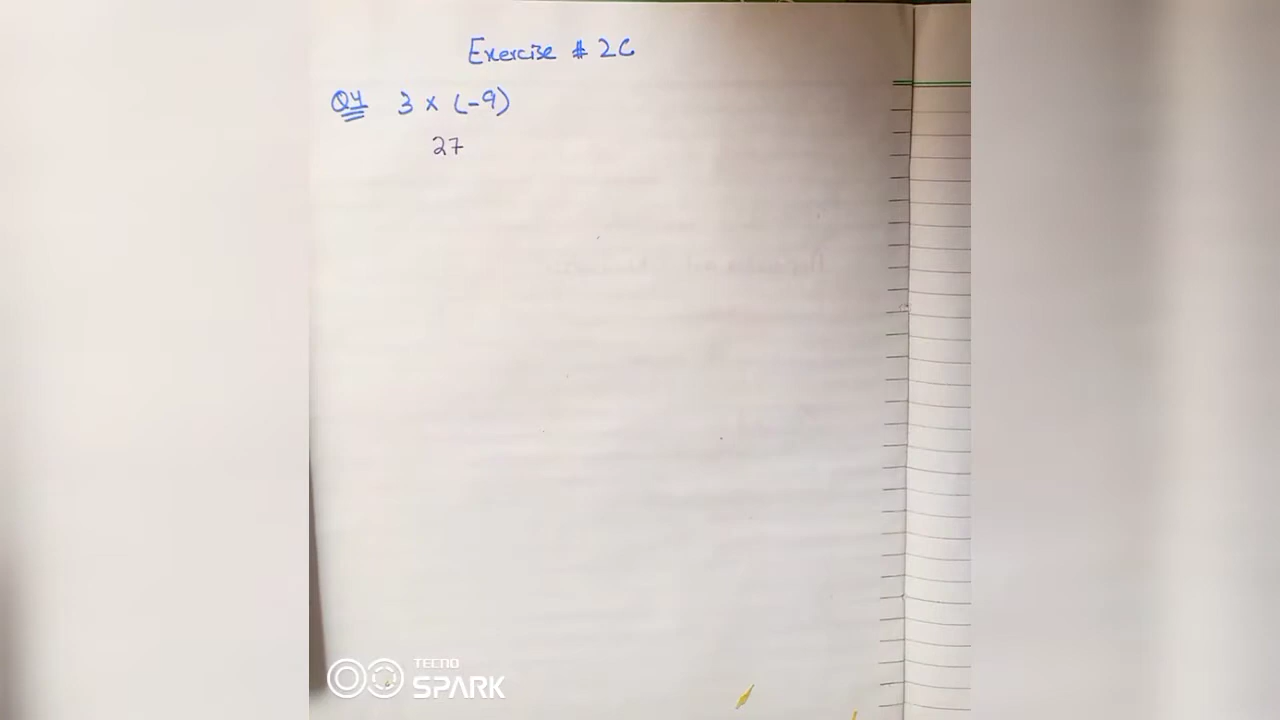 Exercise # 2C
Q4 3 × (-9)
27
TECNO
SPARK